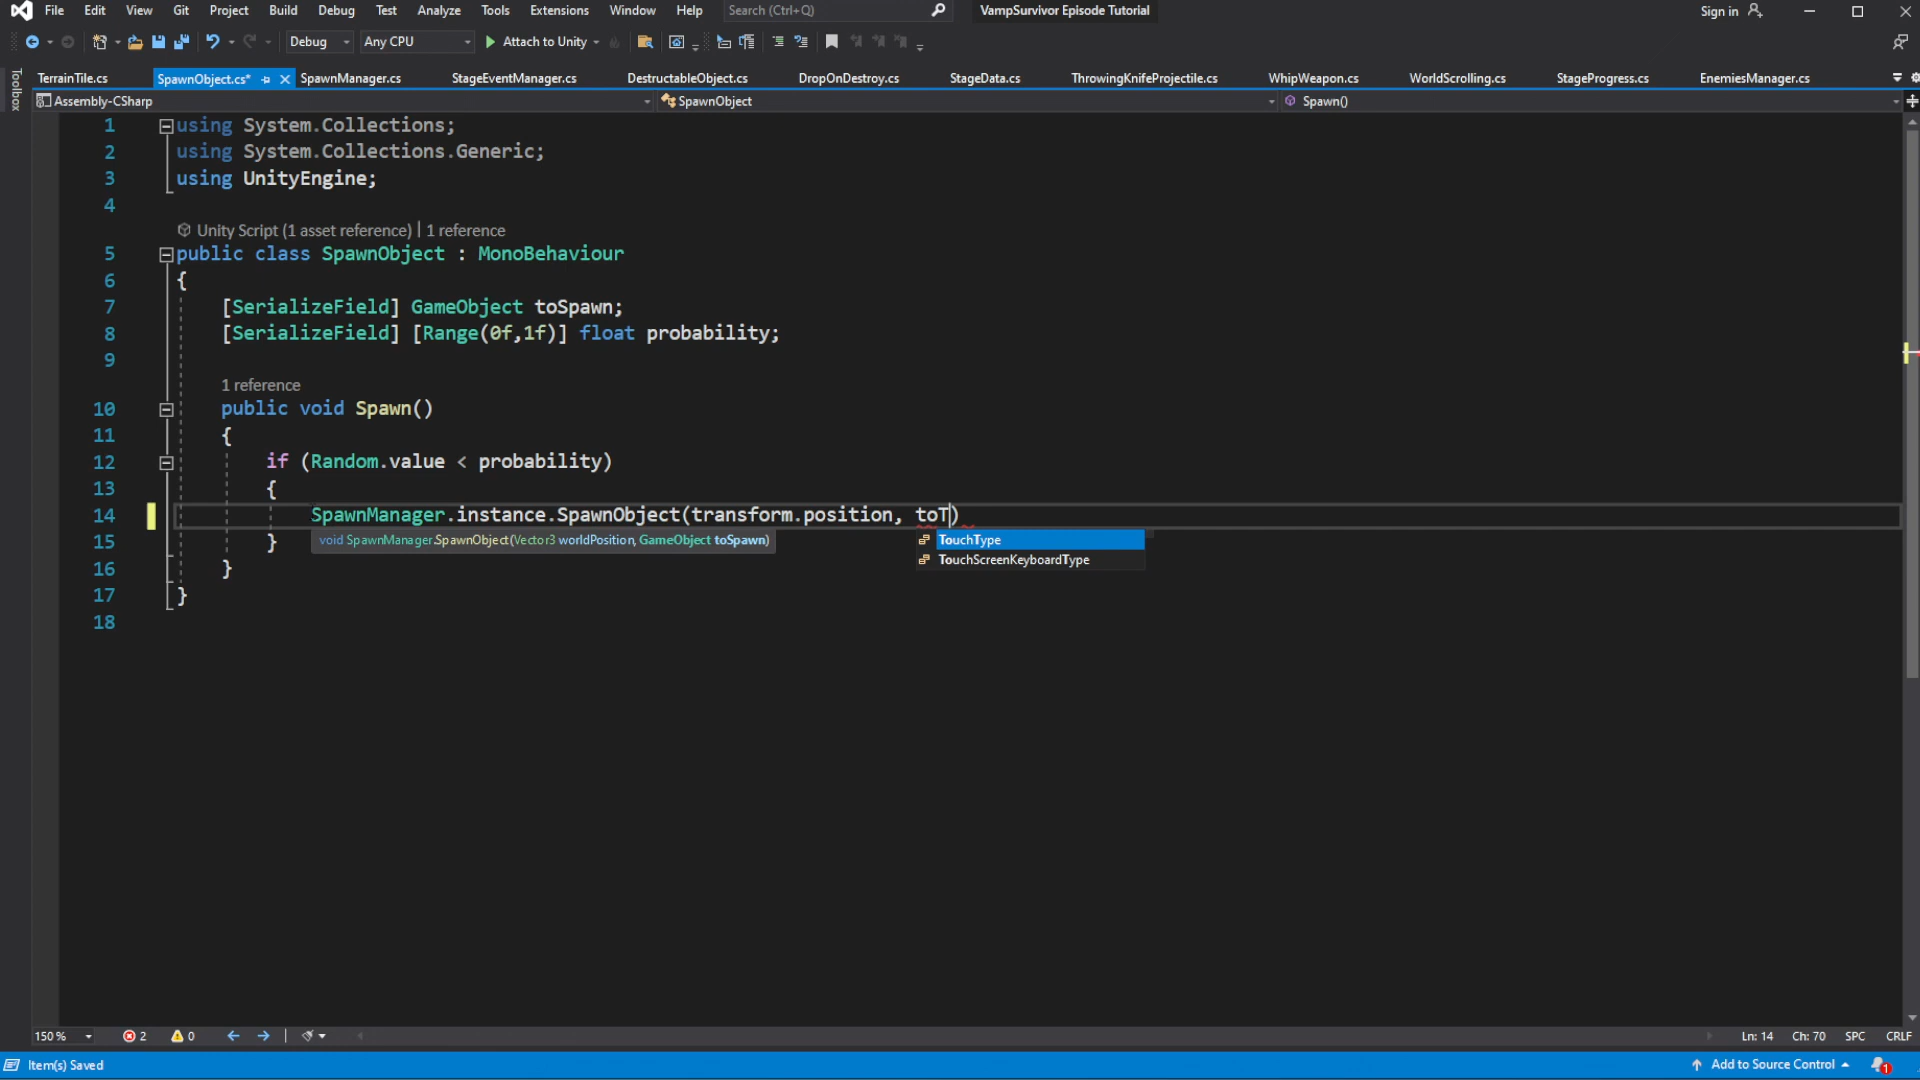 File Edit View Git Project Build Debug Test Analyze Tools Extensions Window Help Search (Ctrl+Q) VampSurvivor Episode Tutorial Sign in
Debug Any CPU Attach to Unity
Toolbox
TerrainTile.cs SpawnObject.cs* SpawnManager.cs StageEventManager.cs DestructableObject.cs DropOnDestroy.cs StageData.cs ThrowingKnifeProjectile.cs WhipWeapon.cs WorldScrolling.cs StageProgress.cs EnemiesManager.cs
Assembly-CSharp SpawnObject Spawn()
1 using System.Collections;
2 using System.Collections.Generic;
3 using UnityEngine;
4
Unity Script (1 asset reference) | 1 reference
5 public class SpawnObject : MonoBehaviour
6 {
7 [SerializeField] GameObject toSpawn;
8 [SerializeField] [Range(0f,1f)] float probability;
9
1 reference
10 public void Spawn()
11 {
12 if (Random.value < probability)
13 {
14 SpawnManager.instance.SpawnObject(transform.position, toT)
void SpawnManager.SpawnObject(Vector3 worldPosition, GameObject toSpawn) TouchType
15 }
TouchScreenKeyboardType
16 }
17 }
18
150 % 2 0 Ln: 14 Ch: 70 SPC CRLF
Item(s) Saved Add to Source Control 1